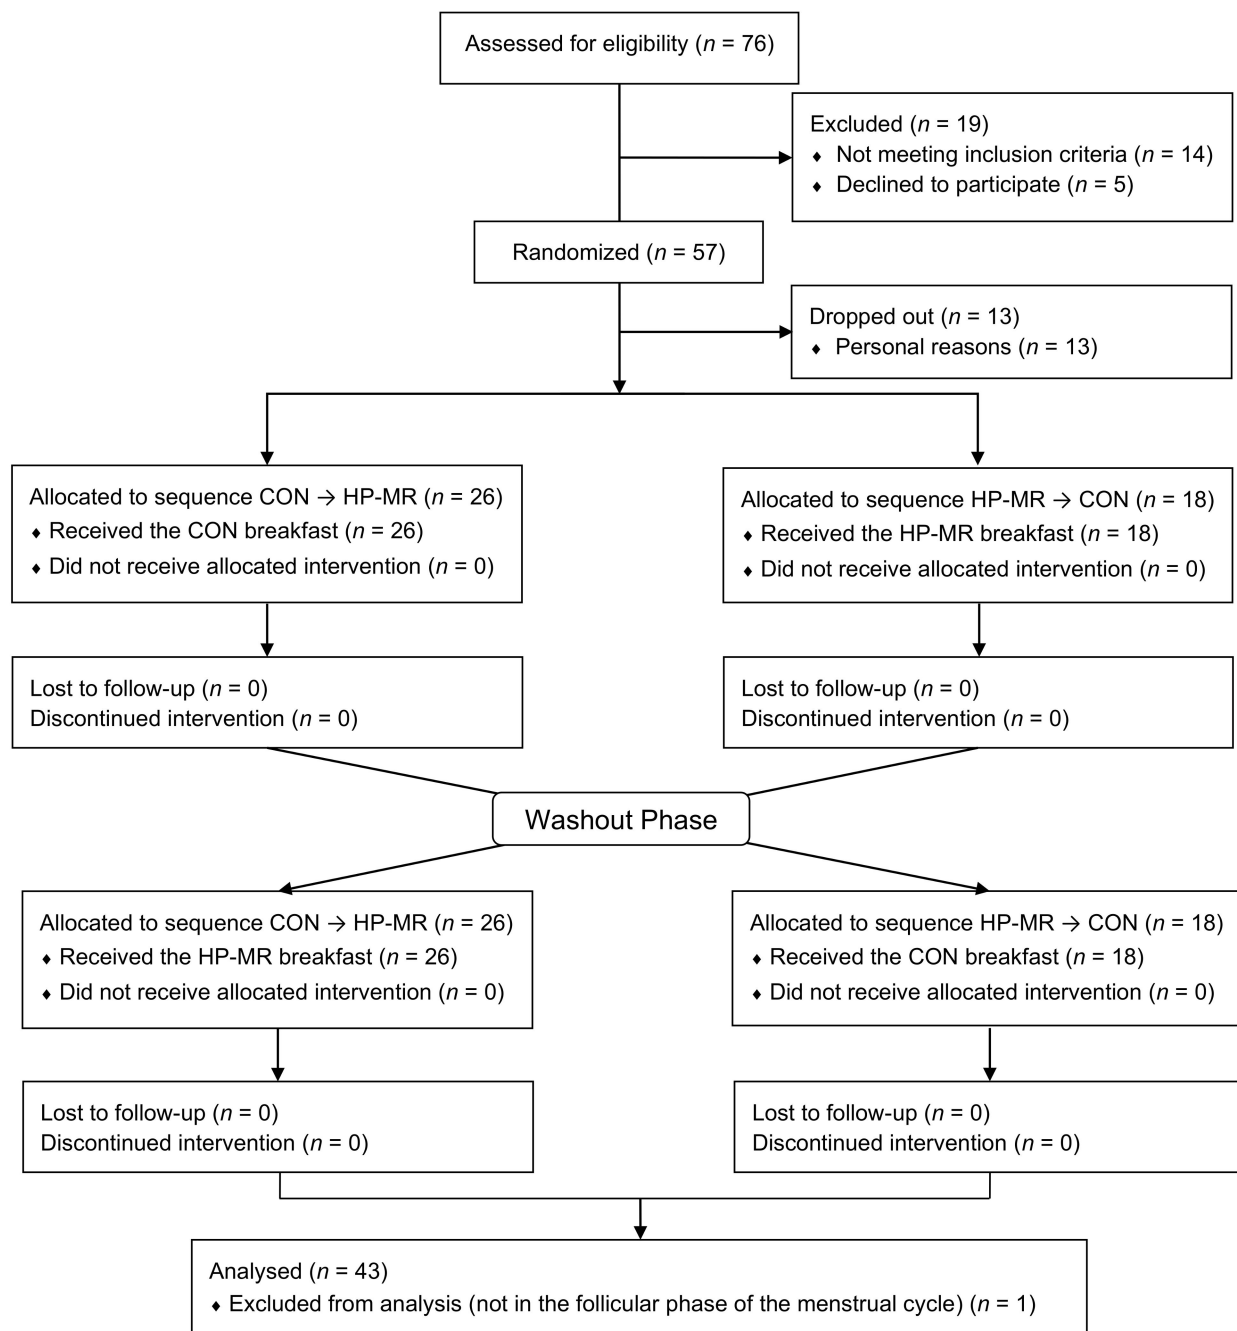 Assessed for eligibility (n = 76)
Excluded (n = 19)
♦ Not meeting inclusion criteria (n = 14)
♦ Declined to participate (n = 5)
Randomized (n = 57)
Dropped out (n = 13)
♦ Personal reasons (n = 13)
Allocated to sequence CON → HP-MR (n = 26)
♦ Received the CON breakfast (n = 26)
♦ Did not receive allocated intervention (n = 0)
Allocated to sequence HP-MR → CON (n = 18)
♦ Received the HP-MR breakfast (n = 18)
♦ Did not receive allocated intervention (n = 0)
Lost to follow-up (n = 0)
Discontinued intervention (n = 0)
Lost to follow-up (n = 0)
Discontinued intervention (n = 0)
Washout Phase
Allocated to sequence CON → HP-MR (n = 26)
♦ Received the HP-MR breakfast (n = 26)
♦ Did not receive allocated intervention (n = 0)
Allocated to sequence HP-MR → CON (n = 18)
♦ Received the CON breakfast (n = 18)
♦ Did not receive allocated intervention (n = 0)
Lost to follow-up (n = 0)
Discontinued intervention (n = 0)
Lost to follow-up (n = 0)
Discontinued intervention (n = 0)
Analysed (n = 43)
♦ Excluded from analysis (not in the follicular phase of the menstrual cycle) (n = 1)